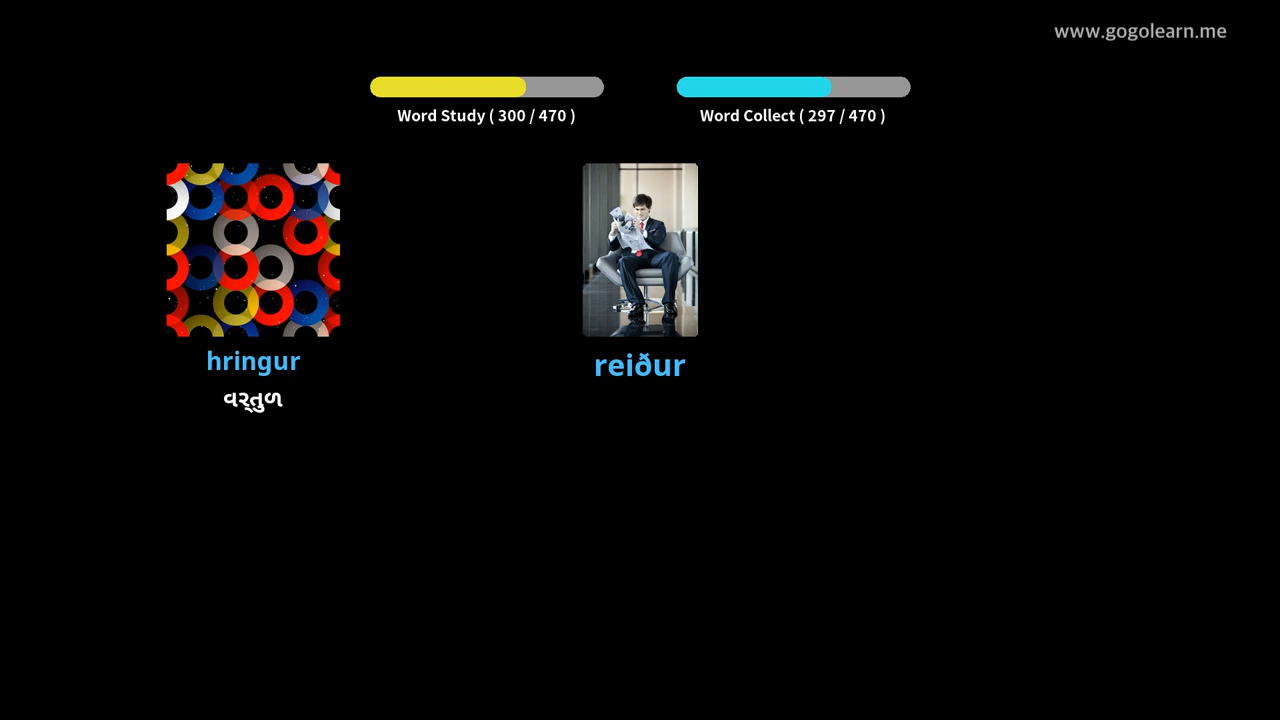 www.gogolearn.me
Word Study ( 300 / 470 )
Word Collect ( 297 / 470 )
hringur
વર્તુળ
reiður